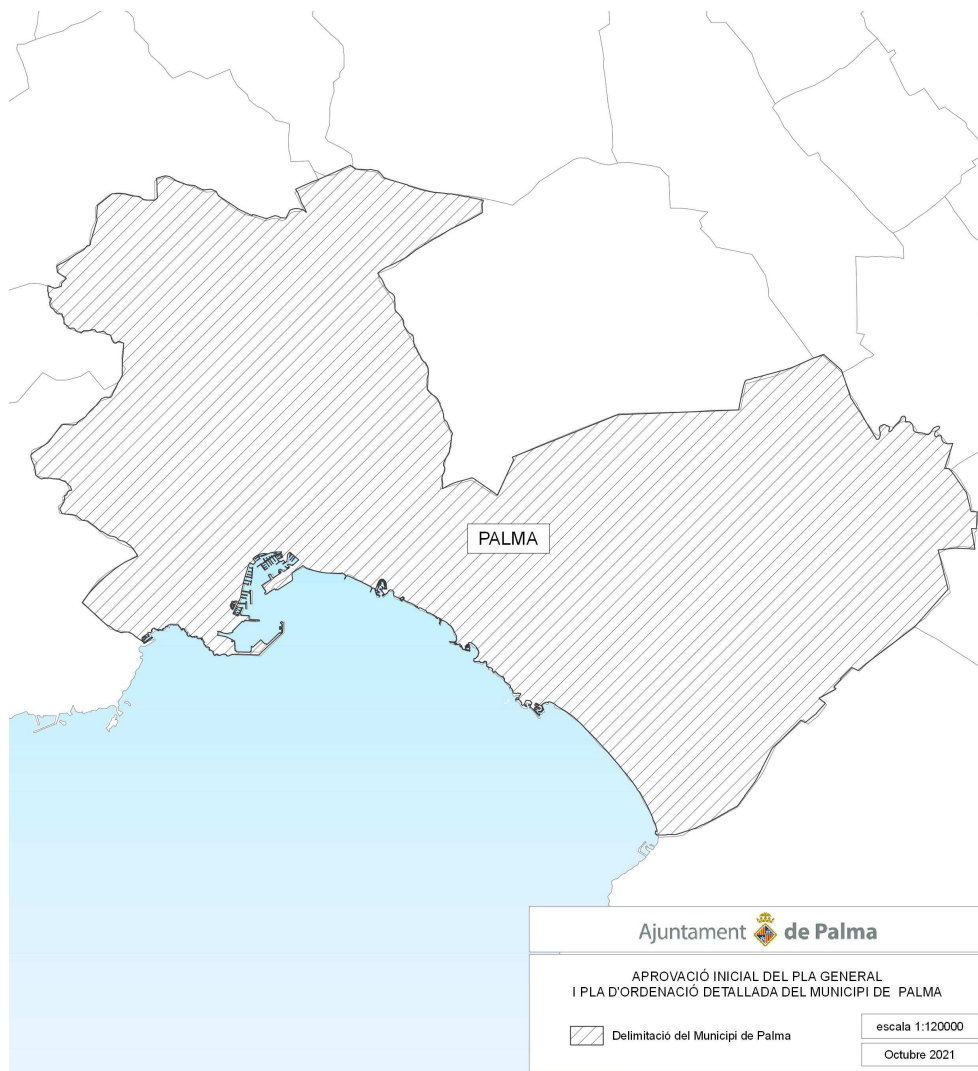 PALMA
Ajuntament de Palma
APROVACIÓ INICIAL DEL PLA GENERAL
I PLA D'ORDENACIÓ DETALLADA DEL MUNICIPI DE PALMA
Delimitació del Municipi de Palma
escala 1:120000
Octubre 2021